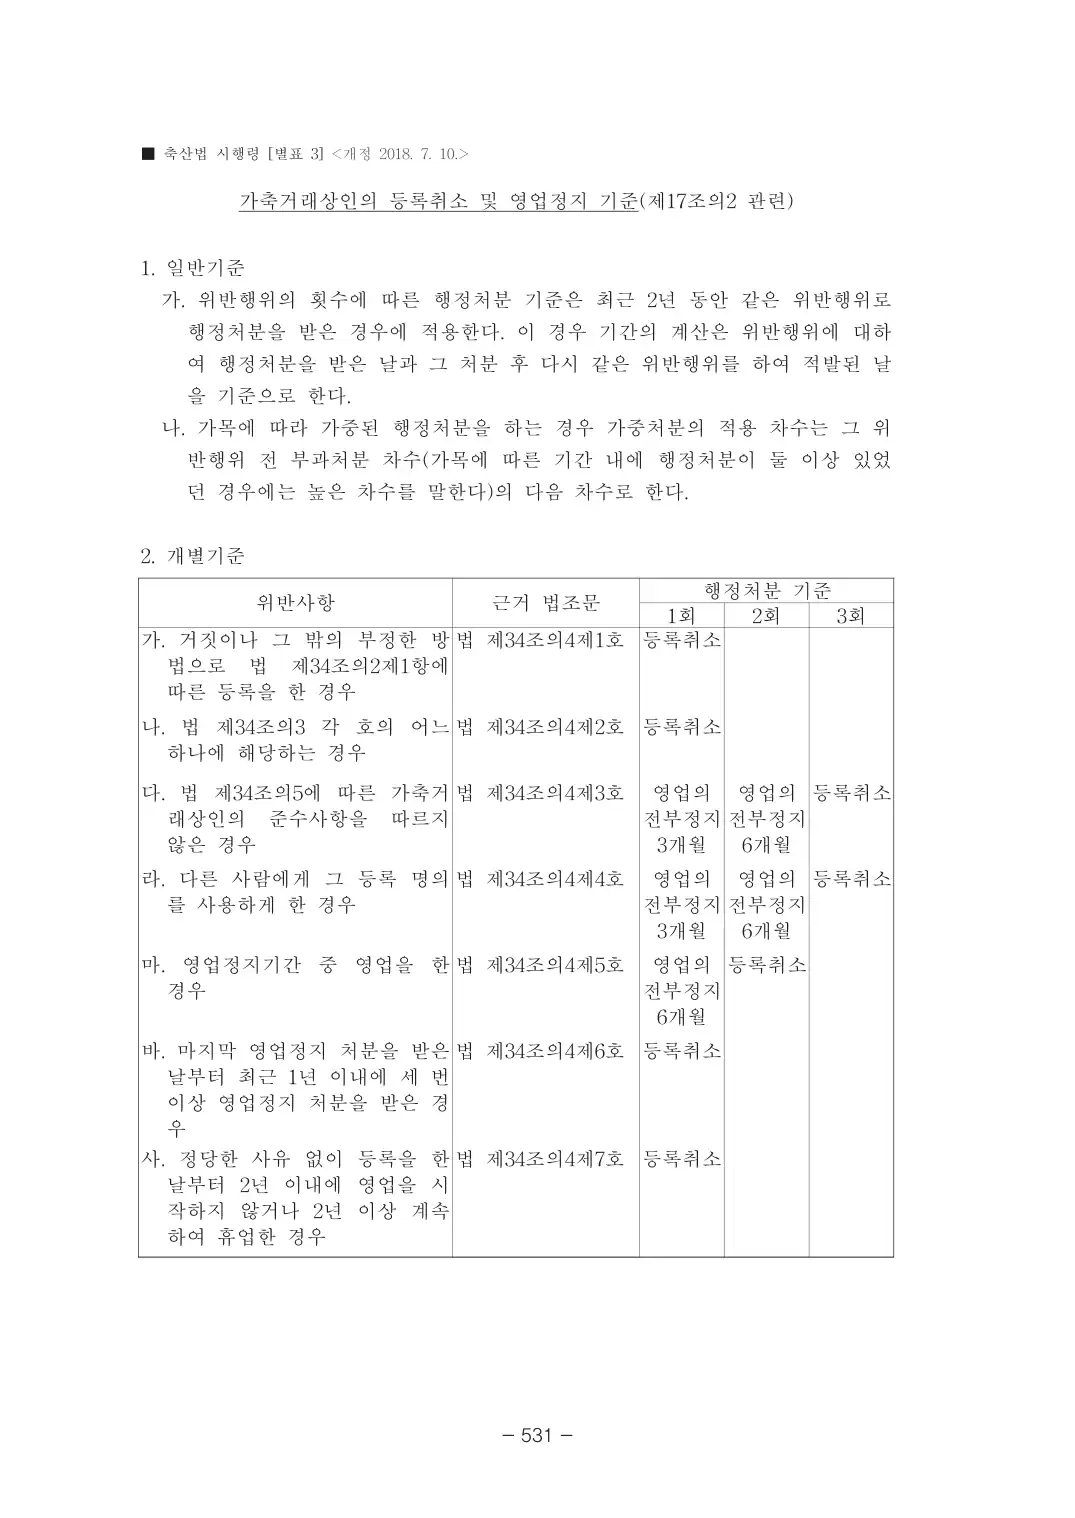 ■ 축산법 시행령 [별표 3] <개정 2018. 7. 10.>
가축거래상인의 등록취소 및 영업정지 기준(제17조의2 관련)
1. 일반기준
가. 위반행위의 횟수에 따른 행정처분 기준은 최근 2년 동안 같은 위반행위로
행정처분을 받은 경우에 적용한다. 이 경우 기간의 계산은 위반행위에 대하
여 행정처분을 받은 날과 그 처분 후 다시 같은 위반행위를 하여 적발된 날
을 기준으로 한다.
나. 가목에 따라 가중된 행정처분을 하는 경우 가중처분의 적용 차수는 그 위
반행위 전 부과처분 차수(가목에 따른 기간 내에 행정처분이 둘 이상 있었
던 경우에는 높은 차수를 말한다)의 다음 차수로 한다.
2. 개별기준
위반사항 근거 법조문 행정처분 기준
1회 2회 3회
가. 거짓이나 그 밖의 부정한 방 법 제34조의4제1호 등록취소
법으로 법 제34조의2제1항에
따른 등록을 한 경우
나. 법 제34조의3 각 호의 어느 법 제34조의4제2호 등록취소
하나에 해당하는 경우
다. 법 제34조의5에 따른 가축거 법 제34조의4제3호 영업의 영업의 등록취소
래상인의 준수사항을 따르지 전부정지 전부정지
않은 경우 3개월 6개월
라. 다른 사람에게 그 등록 명의 법 제34조의4제4호 영업의 영업의 등록취소
를 사용하게 한 경우 전부정지 전부정지
3개월 6개월
마. 영업정지기간 중 영업을 한 법 제34조의4제5호 영업의 등록취소
경우 전부정지
6개월
바. 마지막 영업정지 처분을 받은 법 제34조의4제6호 등록취소
날부터 최근 1년 이내에 세 번
이상 영업정지 처분을 받은 경
우
사. 정당한 사유 없이 등록을 한 법 제34조의4제7호 등록취소
날부터 2년 이내에 영업을 시
작하지 않거나 2년 이상 계속
하여 휴업한 경우
- 531 -